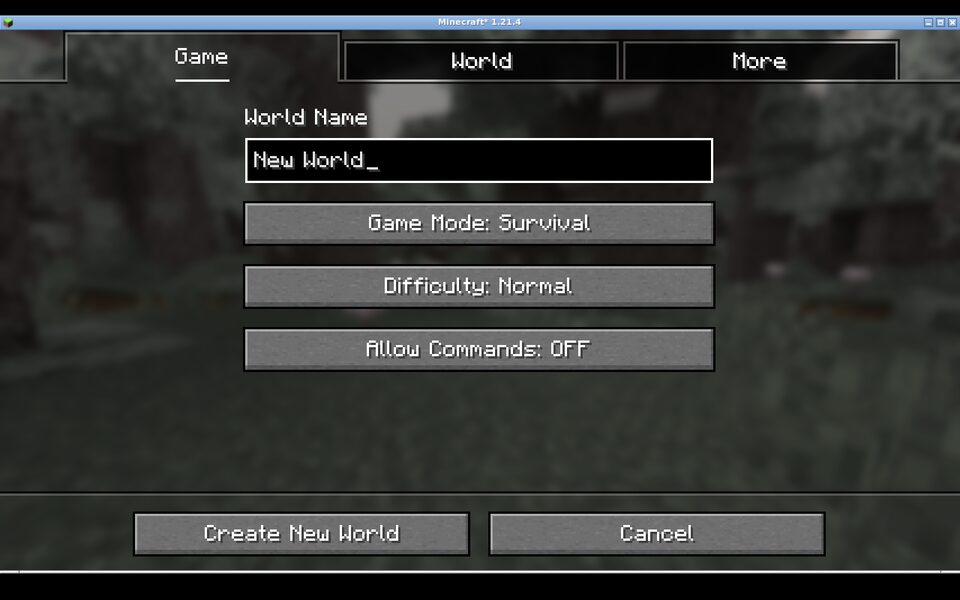 Minecraft* 1.21.4
Game
World
More
World Name
New World_
Game Mode: Survival
Difficulty: Normal
Allow Commands: OFF
Create New World
Cancel